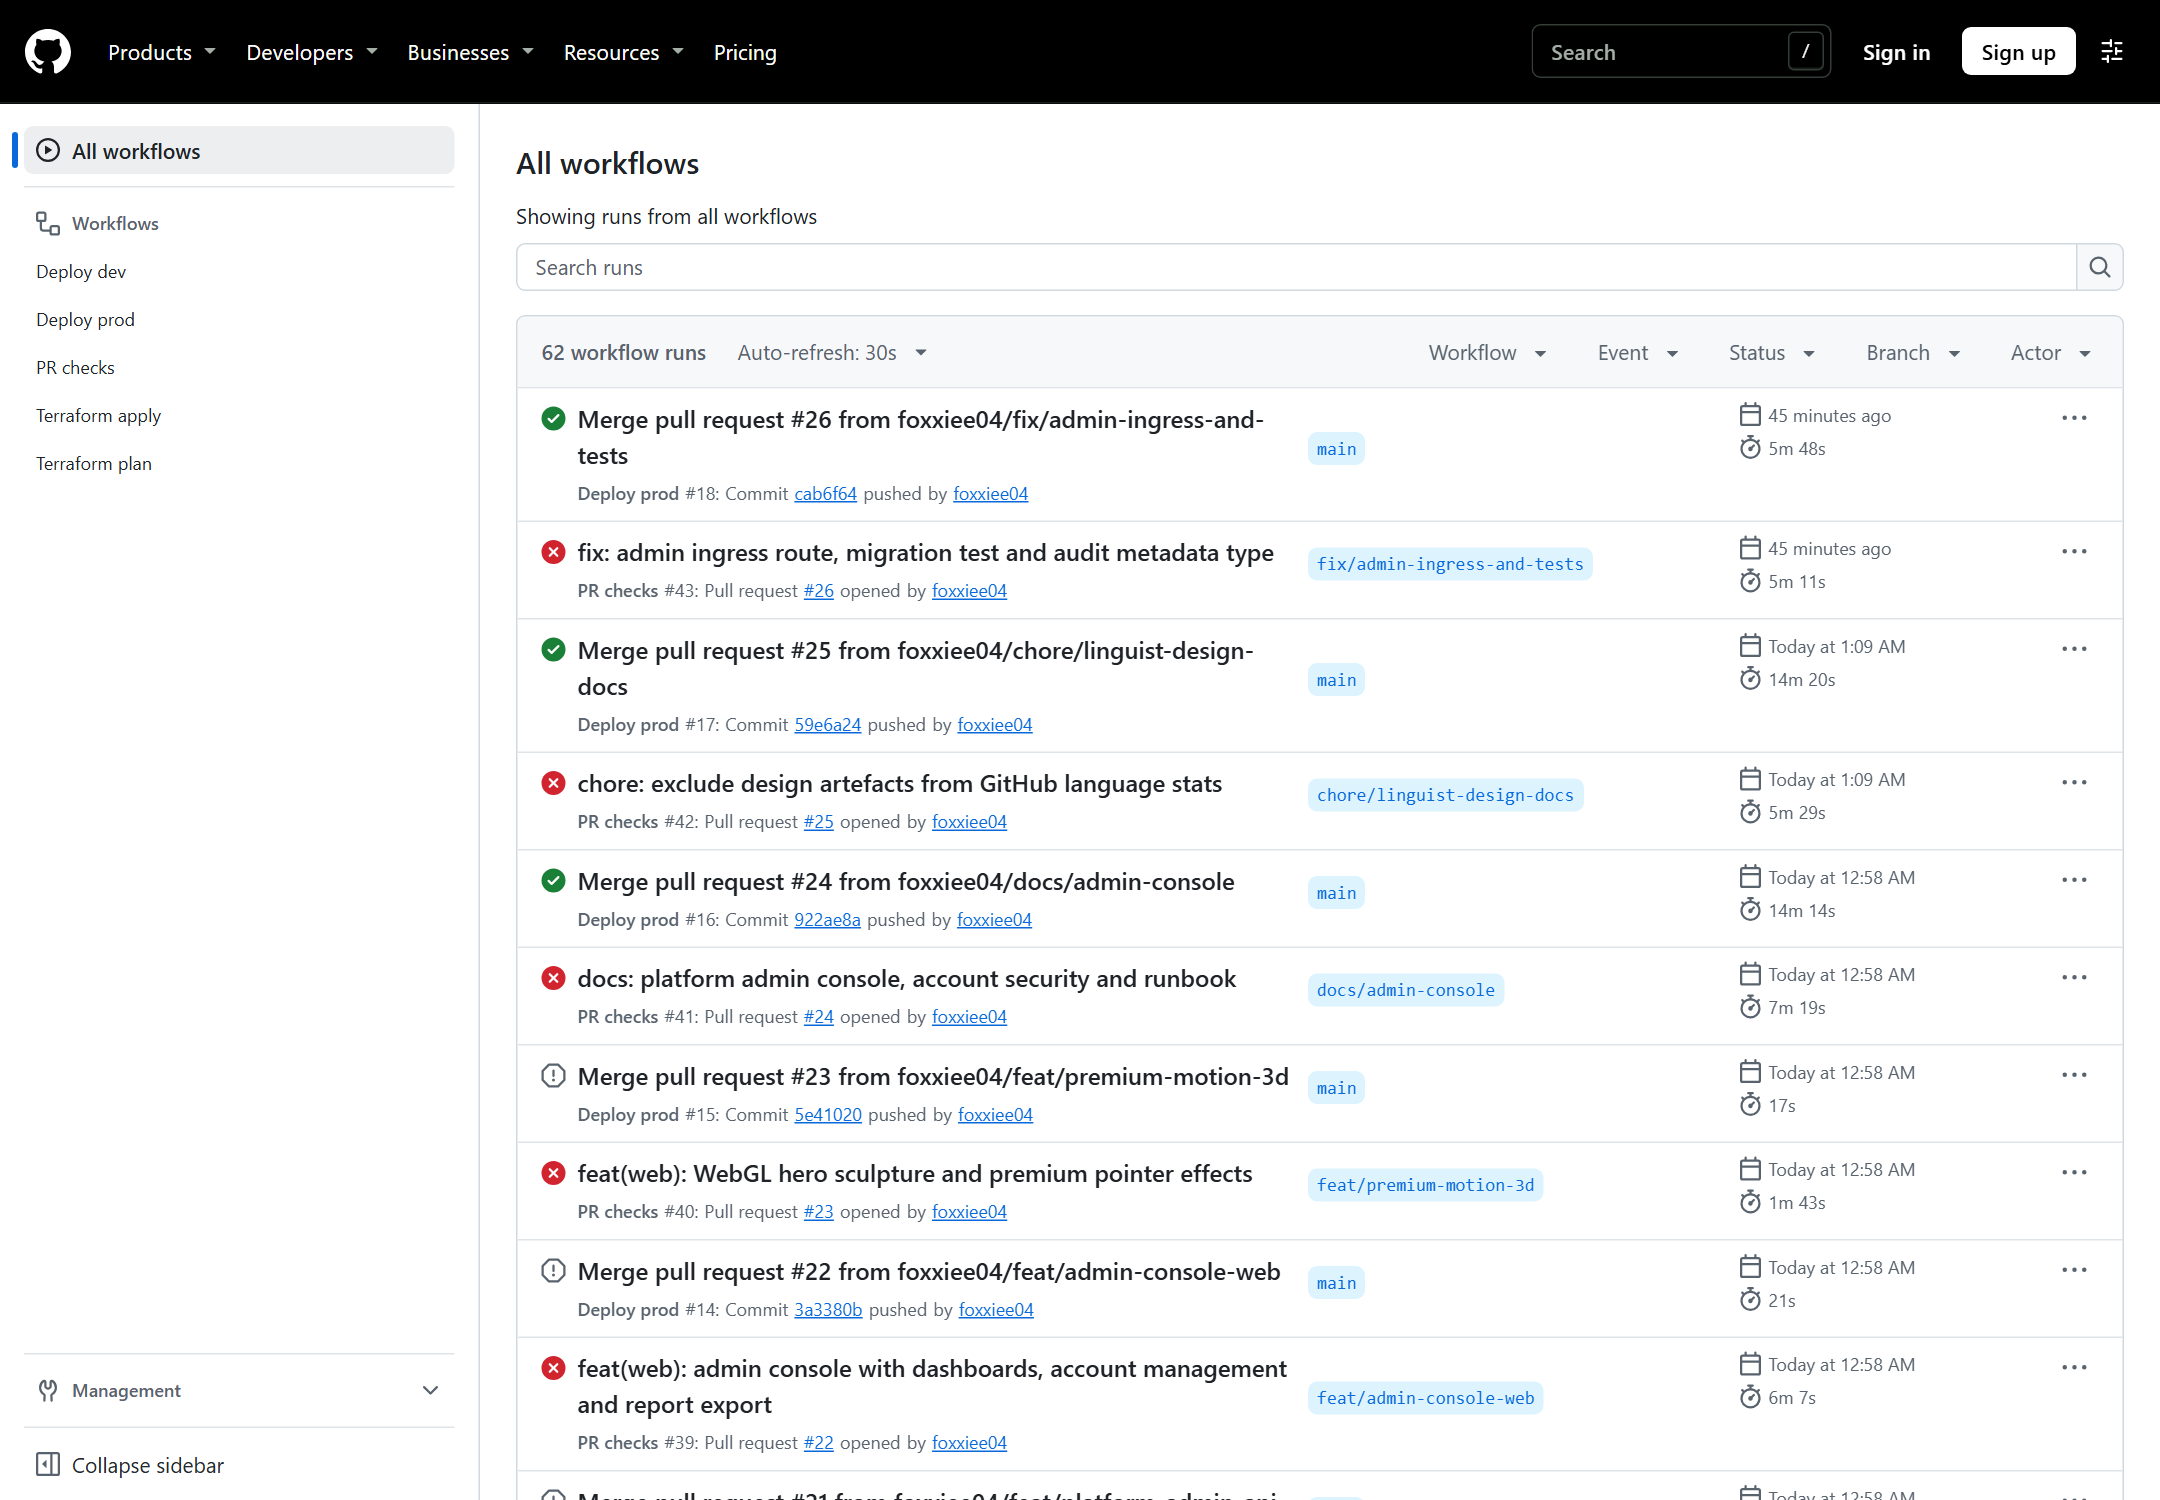 Products
Developers
Businesses
Resources
Pricing
Search
/
Sign in
Sign up
All workflows
Workflows
Deploy dev
Deploy prod
PR checks
Terraform apply
Terraform plan
Management
Collapse sidebar
All workflows
Showing runs from all workflows
Search runs
62 workflow runs
Auto-refresh: 30s
Workflow
Event
Status
Branch
Actor
Merge pull request #26 from foxxiee04/fix/admin-ingress-and-
tests
Deploy prod #18: Commit cab6f64 pushed by foxxiee04
main
45 minutes ago
5m 48s
fix: admin ingress route, migration test and audit metadata type
PR checks #43: Pull request #26 opened by foxxiee04
fix/admin-ingress-and-tests
45 minutes ago
5m 11s
Merge pull request #25 from foxxiee04/chore/linguist-design-
docs
Deploy prod #17: Commit 59e6a24 pushed by foxxiee04
main
Today at 1:09 AM
14m 20s
chore: exclude design artefacts from GitHub language stats
PR checks #42: Pull request #25 opened by foxxiee04
chore/linguist-design-docs
Today at 1:09 AM
5m 29s
Merge pull request #24 from foxxiee04/docs/admin-console
Deploy prod #16: Commit 922ae8a pushed by foxxiee04
main
Today at 12:58 AM
14m 14s
docs: platform admin console, account security and runbook
PR checks #41: Pull request #24 opened by foxxiee04
docs/admin-console
Today at 12:58 AM
7m 19s
Merge pull request #23 from foxxiee04/feat/premium-motion-3d
Deploy prod #15: Commit 5e41020 pushed by foxxiee04
main
Today at 12:58 AM
17s
feat(web): WebGL hero sculpture and premium pointer effects
PR checks #40: Pull request #23 opened by foxxiee04
feat/premium-motion-3d
Today at 12:58 AM
1m 43s
Merge pull request #22 from foxxiee04/feat/admin-console-web
Deploy prod #14: Commit 3a3380b pushed by foxxiee04
main
Today at 12:58 AM
21s
feat(web): admin console with dashboards, account management
and report export
PR checks #39: Pull request #22 opened by foxxiee04
feat/admin-console-web
Today at 12:58 AM
6m 7s
Merge pull request #21 from foxxiee04/feat/platform-admin-api
Today at 12:58 AM